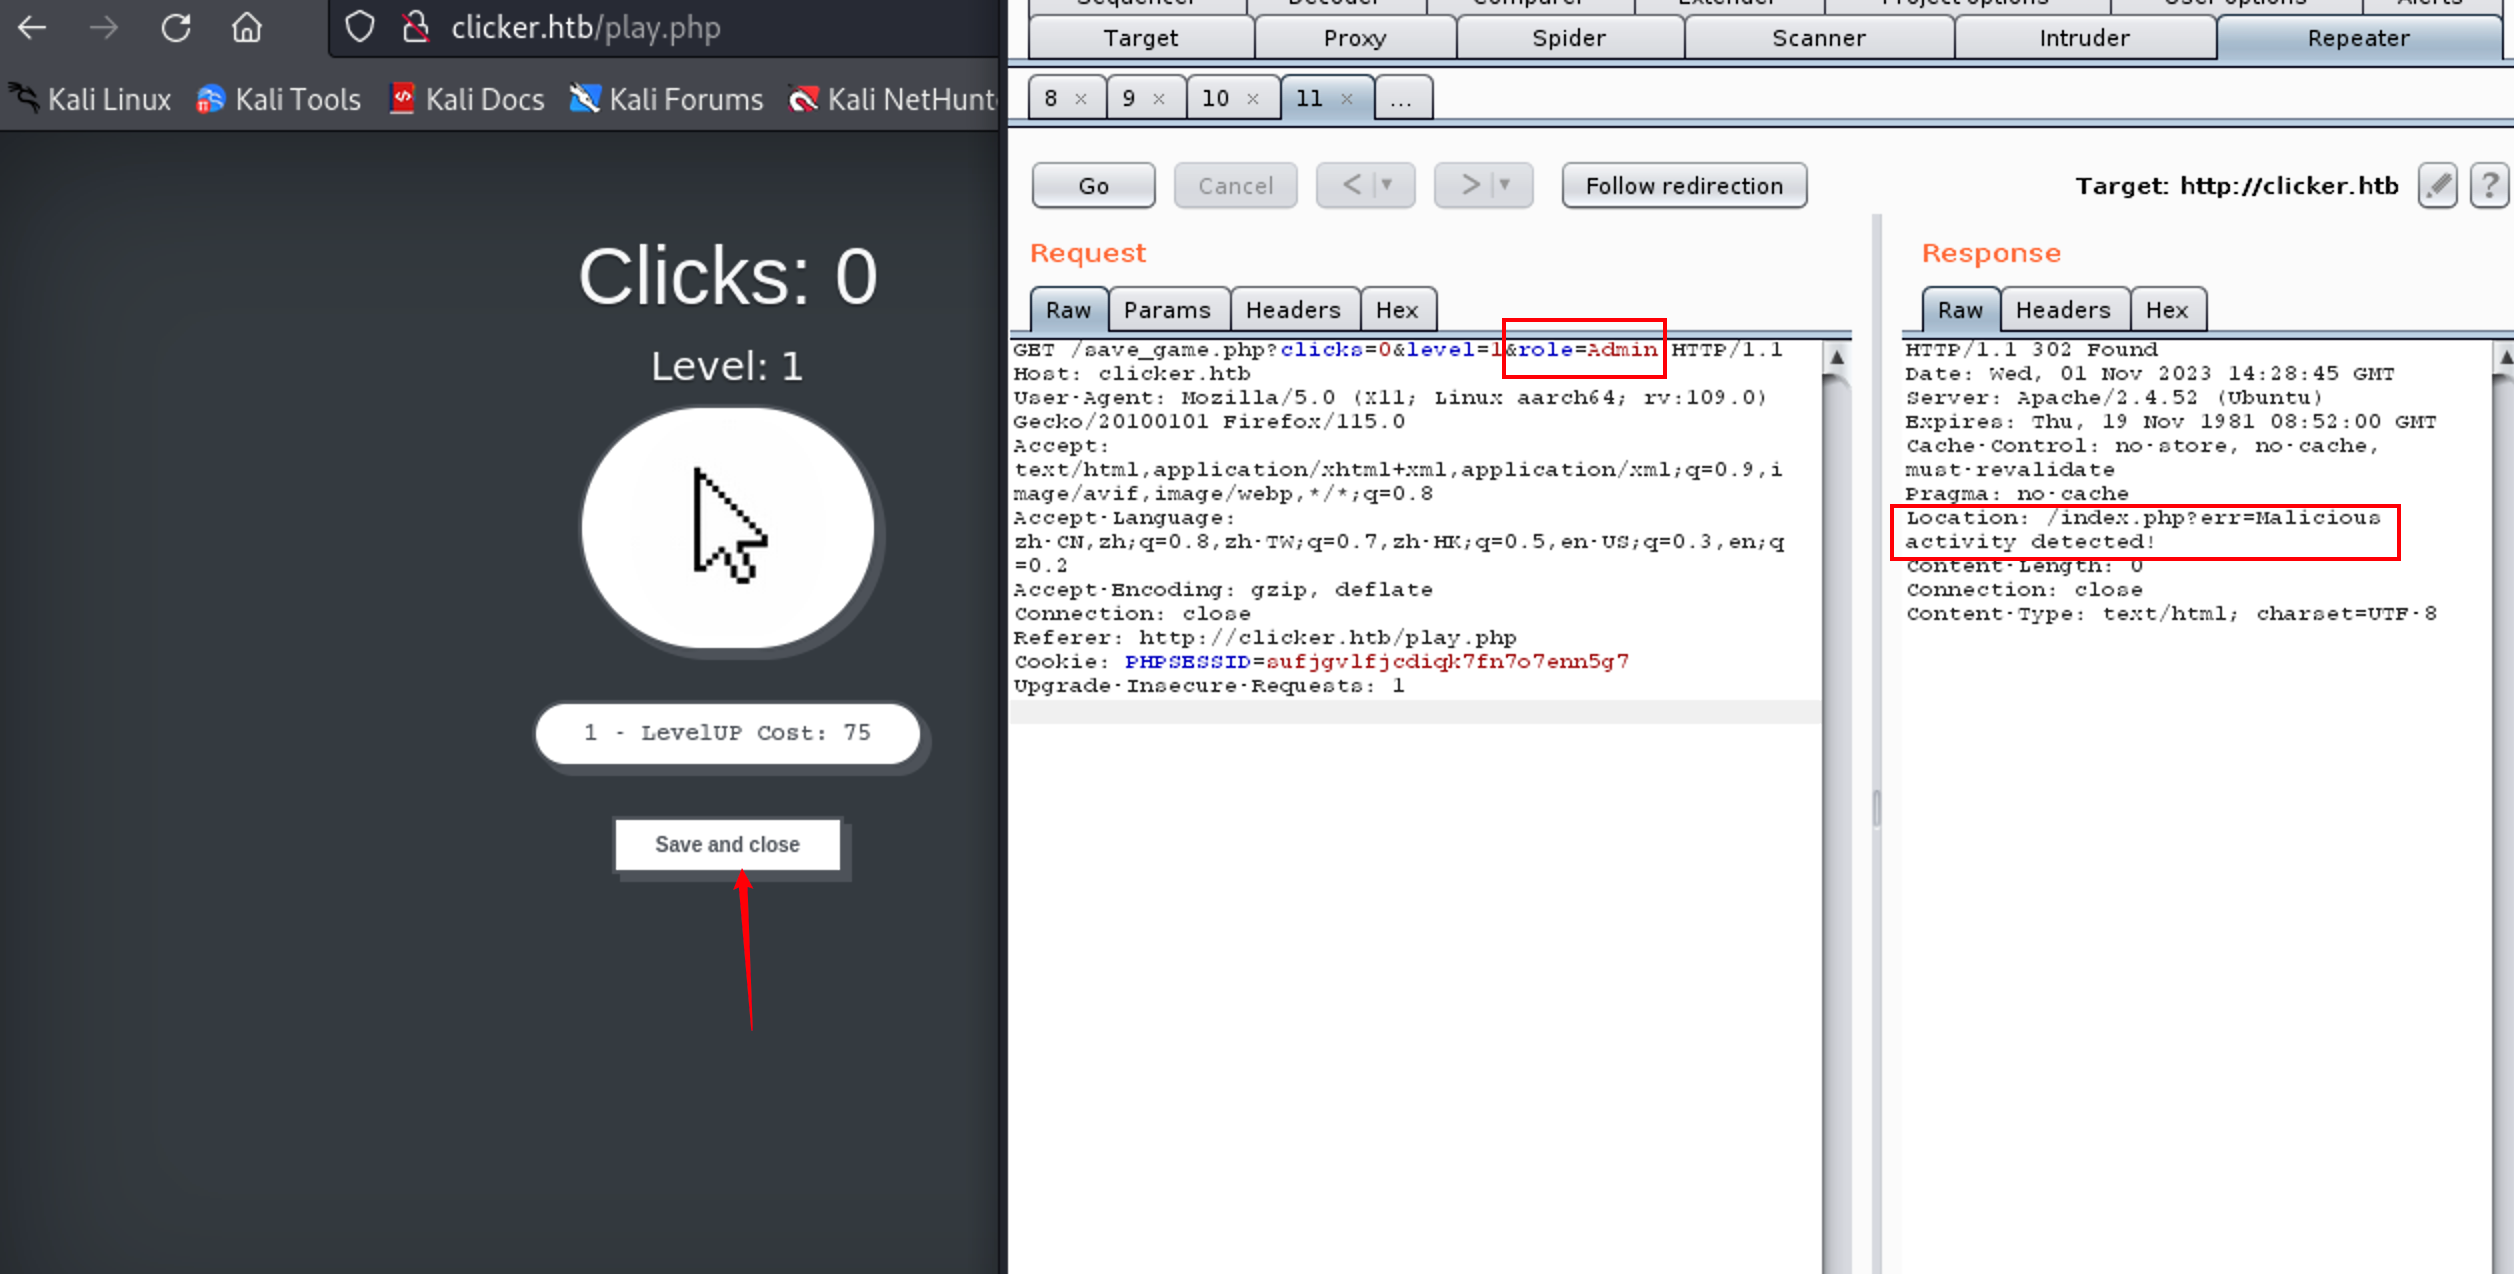 clicker.htb/play.php
Kali Linux Kali Tools Kali Docs Kali Forums Kali NetHunt
Clicks: 0
Level: 1
1 - LevelUP Cost: 75
Save and close
Sequencer Decoder Comparer Extender Project options User options Alerts
Target Proxy Spider Scanner Intruder Repeater
8 × 9 × 10 × 11 × ...
Go Cancel < > Follow redirection Target: http://clicker.htb ?
Request
Raw Params Headers Hex
GET /save_game.php?clicks=0&level=1&role=Admin HTTP/1.1
Host: clicker.htb
User-Agent: Mozilla/5.0 (X11; Linux aarch64; rv:109.0)
Gecko/20100101 Firefox/115.0
Accept:
text/html,application/xhtml+xml,application/xml;q=0.9,i
mage/avif,image/webp,*/*;q=0.8
Accept-Language:
zh-CN,zh;q=0.8,zh-TW;q=0.7,zh-HK;q=0.5,en-US;q=0.3,en;q
=0.2
Accept-Encoding: gzip, deflate
Connection: close
Referer: http://clicker.htb/play.php
Cookie: PHPSESSID=sufjgvlfjcdiqk7fn7o7enn5g7
Upgrade-Insecure-Requests: 1
Response
Raw Headers Hex
HTTP/1.1 302 Found
Date: Wed, 01 Nov 2023 14:28:45 GMT
Server: Apache/2.4.52 (Ubuntu)
Expires: Thu, 19 Nov 1981 08:52:00 GMT
Cache-Control: no-store, no-cache,
must-revalidate
Pragma: no-cache
Location: /index.php?err=Malicious
activity detected!
Content-Length: 0
Connection: close
Content-Type: text/html; charset=UTF-8